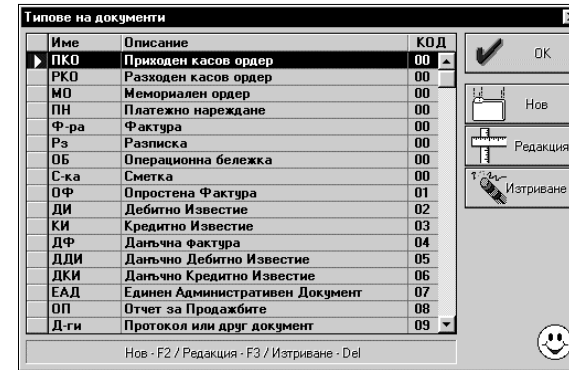 Типове на документи
Име Описание КОД
ПКО Приходен касов ордер 00
РКО Разходен касов ордер 00
МО Мемориален ордер 00
ПН Платежно нареждане 00
Ф-ра Фактура 00
Рз Разписка 00
ОБ Операционна бележка 00
С-ка Сметка 00
ОФ Опростена Фактура 01
ДИ Дебитно Известие 02
КИ Кредитно Известие 03
ДФ Данъчна фактура 04
ДДИ Данъчно Дебитно Известие 05
ДКИ Данъчно Кредитно Известие 06
ЕАД Единен Административен Документ 07
ОП Отчет за Продажбите 08
Д-ги Протокол или друг документ 09
Нов - F2 / Редакция - F3 / Изтриване - Del
OK
Нов
Редакция
Изтриване